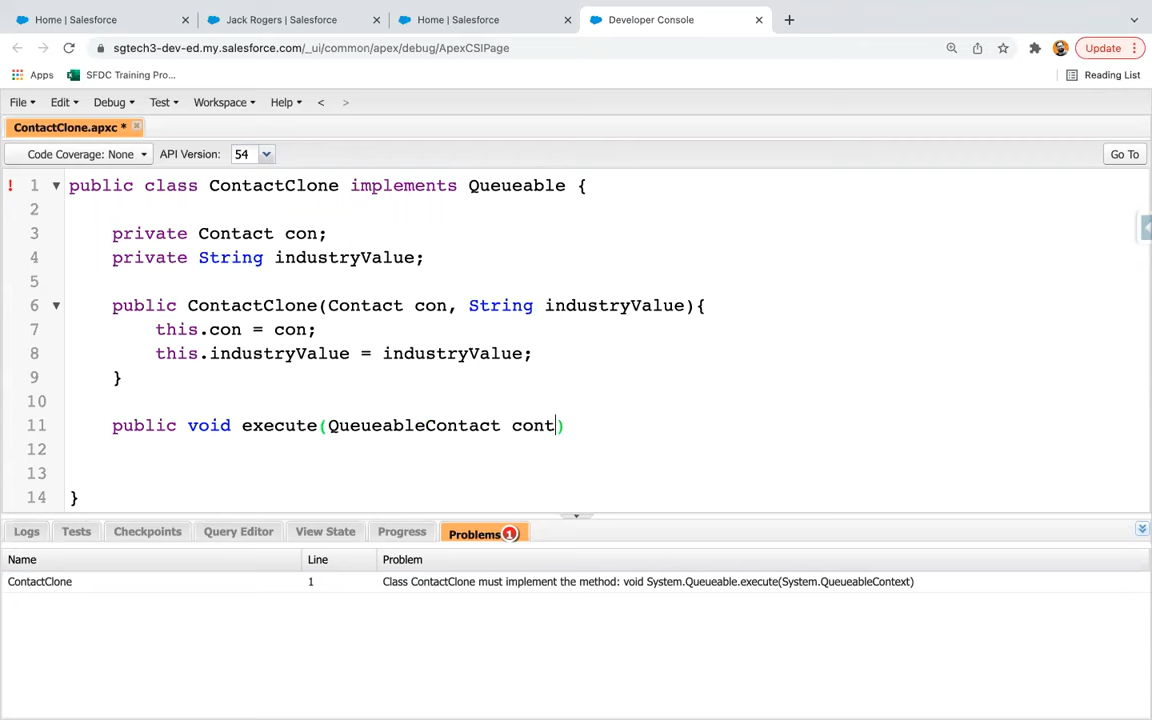 Home | Salesforce
Jack Rogers | Salesforce
Home | Salesforce
Developer Console
sgtech3-dev-ed.my.salesforce.com/_ui/common/apex/debug/ApexCSIPage
Update
Apps
SFDC Training Pro...
Reading List
File
Edit
Debug
Test
Workspace
Help
<
>
ContactClone.apxc *
Code Coverage: None
API Version:
54
Go To
! 1 public class ContactClone implements Queueable {
2
3 private Contact con;
4 private String industryValue;
5
6 public ContactClone(Contact con, String industryValue){
7 this.con = con;
8 this.industryValue = industryValue;
9 }
10
11 public void execute(QueueableContact cont)
12
13
14 }
Logs
Tests
Checkpoints
Query Editor
View State
Progress
Problems 1
Name
Line
Problem
ContactClone
1
Class ContactClone must implement the method: void System.Queueable.execute(System.QueueableContext)